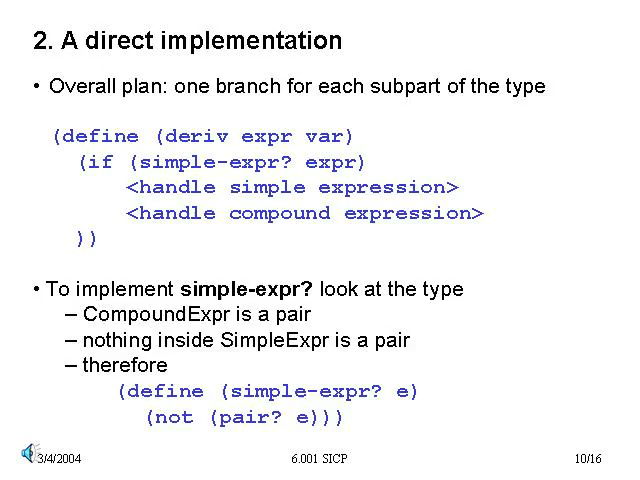 2. A direct implementation
• Overall plan: one branch for each subpart of the type
(define (deriv expr var)
(if (simple-expr? expr)
<handle simple expression>
<handle compound expression>
))
• To implement simple-expr? look at the type
– CompoundExpr is a pair
– nothing inside SimpleExpr is a pair
– therefore
(define (simple-expr? e)
(not (pair? e)))
3/4/2004 6.001 SICP 10/16